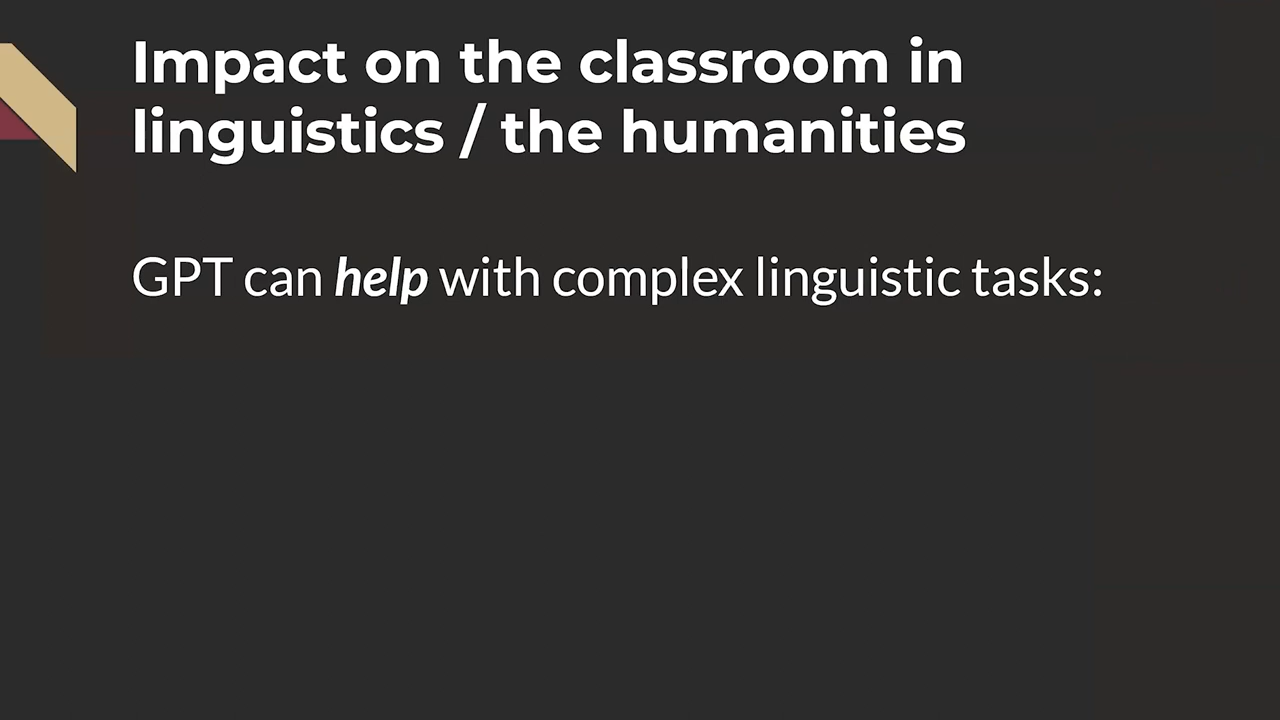 Impact on the classroom in
linguistics / the humanities
GPT can help with complex linguistic tasks: